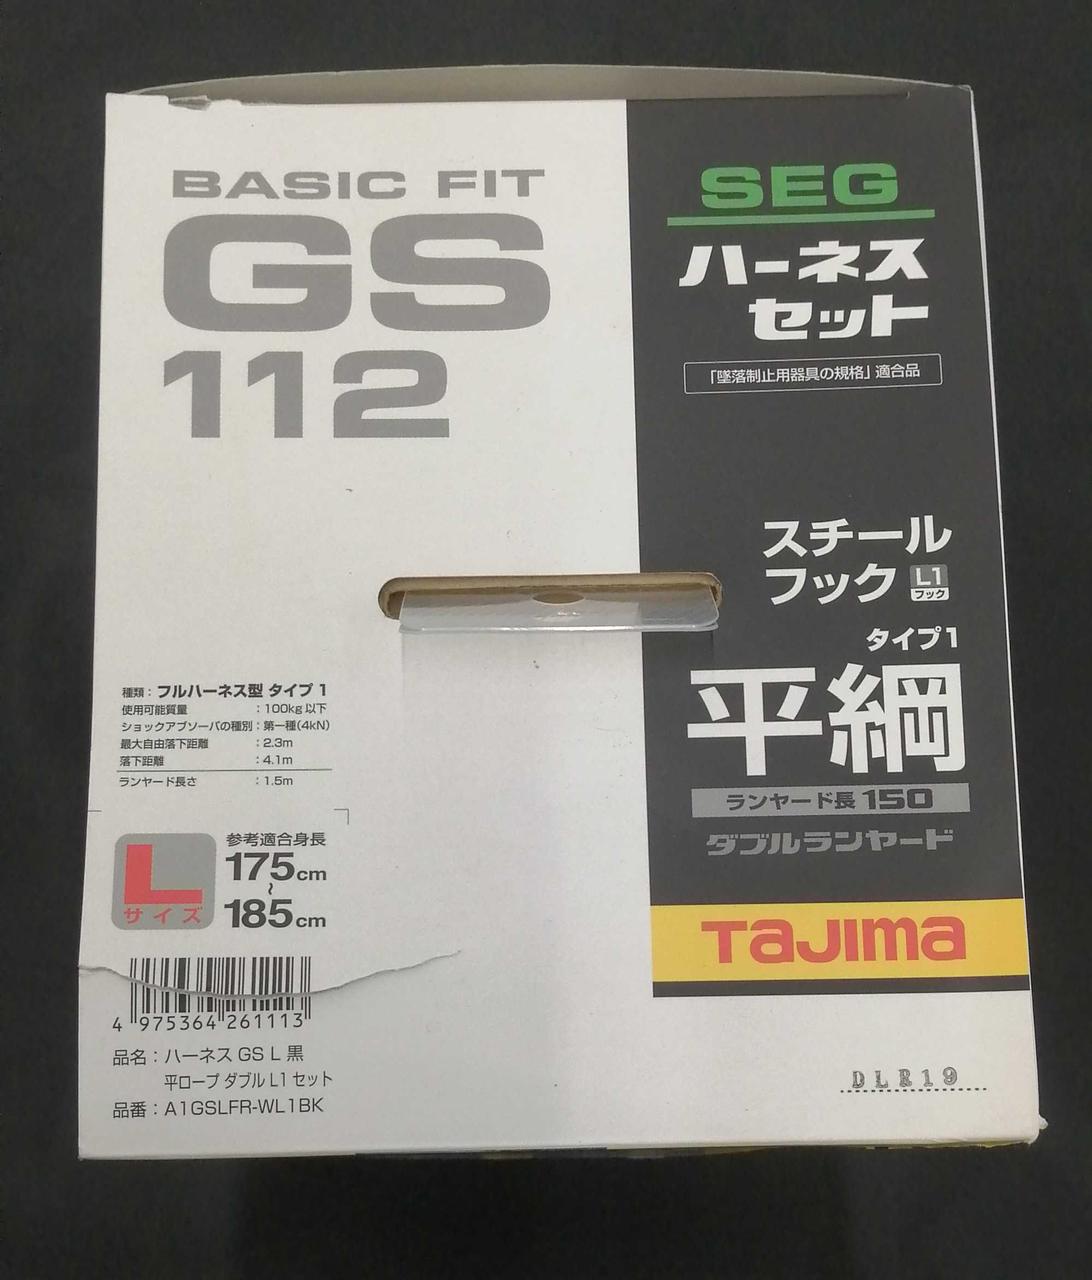 BASIC FIT
GS
112
SEG
ハーネス
セット
「墜落制止用器具の規格」適合品
スチール
フック L1 フック
タイプ1
平綱
ランヤード長 150
ダブルランヤード
TaJIma
種類：フルハーネス型 タイプ1
使用可能質量 ：100kg以下
ショックアブソーバの種別：第一種(4kN)
最大自由落下距離 ：2.3m
落下距離 ：4.1m
ランヤード長さ ：1.5m
L
サイズ
参考適合身長
175cm
～
185cm
4 975364 261113
品名：ハーネス GS L 黒
平ロープ ダブル L1 セット
品番：A1GSLFR-WL1BK
DLR19